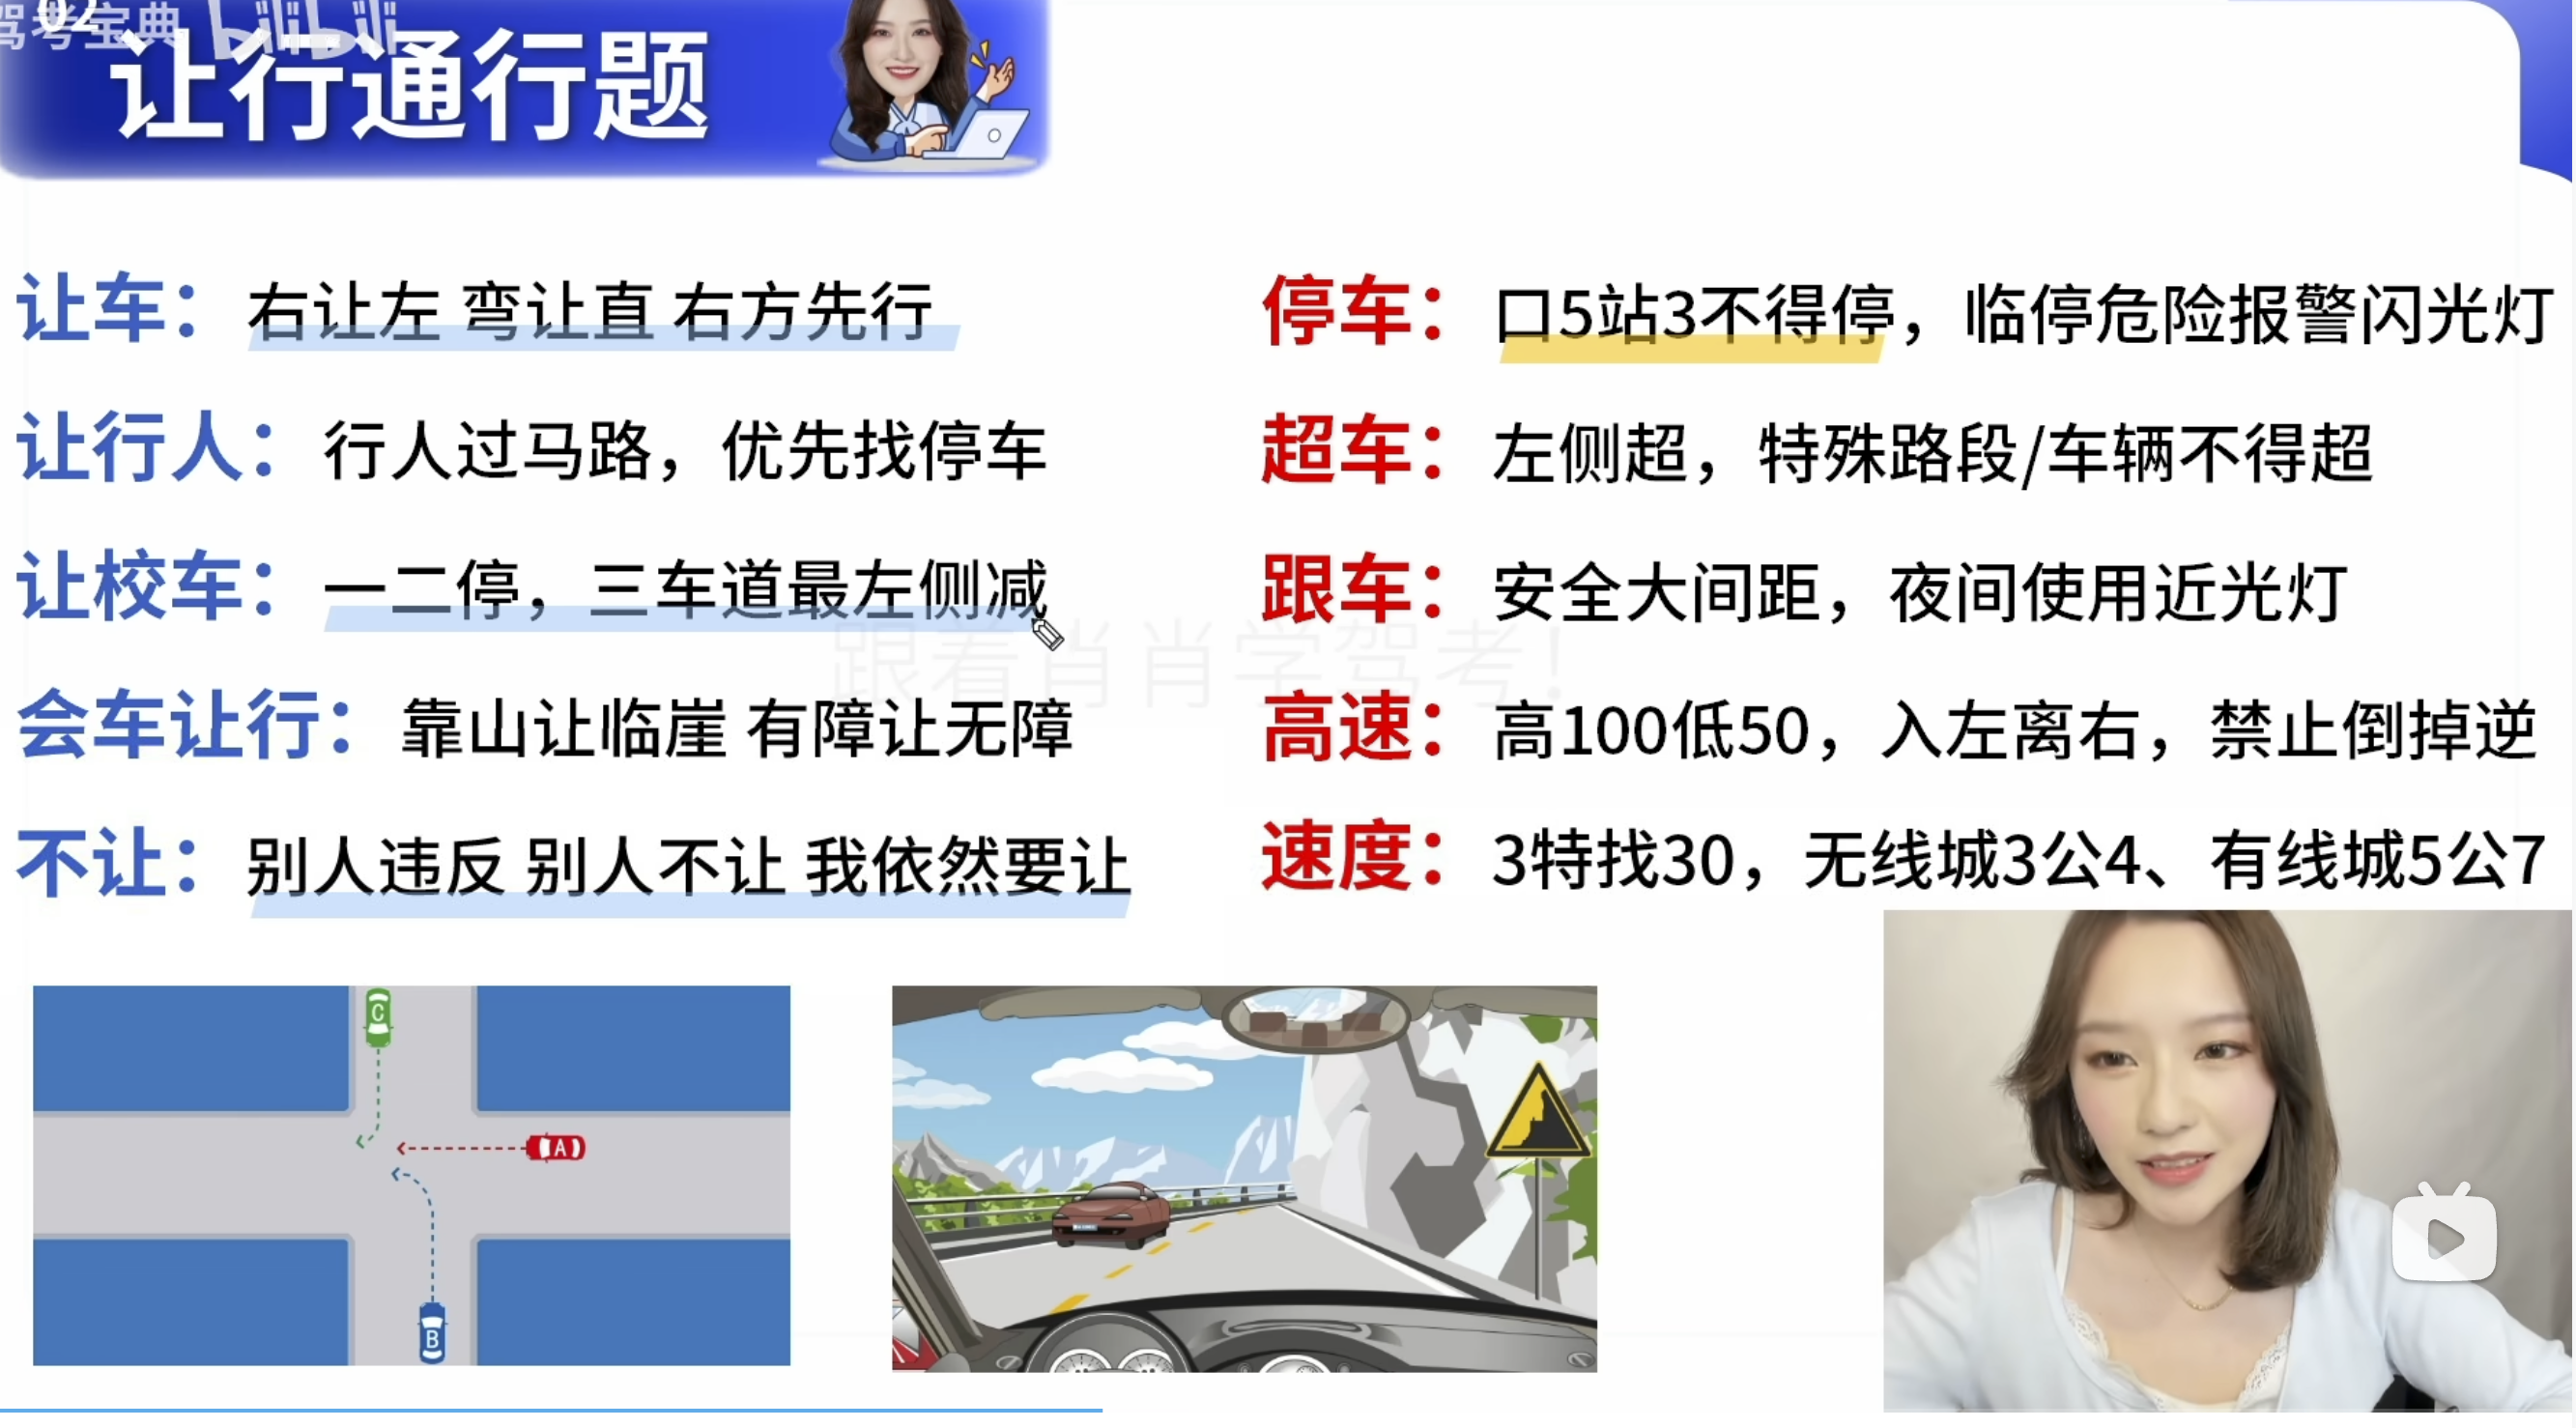 驾考宝典 bilibili
让行通行题
让车：右让左 弯让直 右方先行
让行人：行人过马路，优先找停车
让校车：一二停，三车道最左侧减
会车让行：靠山让临崖 有障让无障
不让：别人违反 别人不让 我依然要让
停车：口5站3不得停，临停危险报警闪光灯
超车：左侧超，特殊路段/车辆不得超
跟车：安全大间距，夜间使用近光灯
高速：高100低50，入左离右，禁止倒掉逆
速度：3特找30，无线城3公4、有线城5公7
跟着肖肖学驾考！
C
A
B